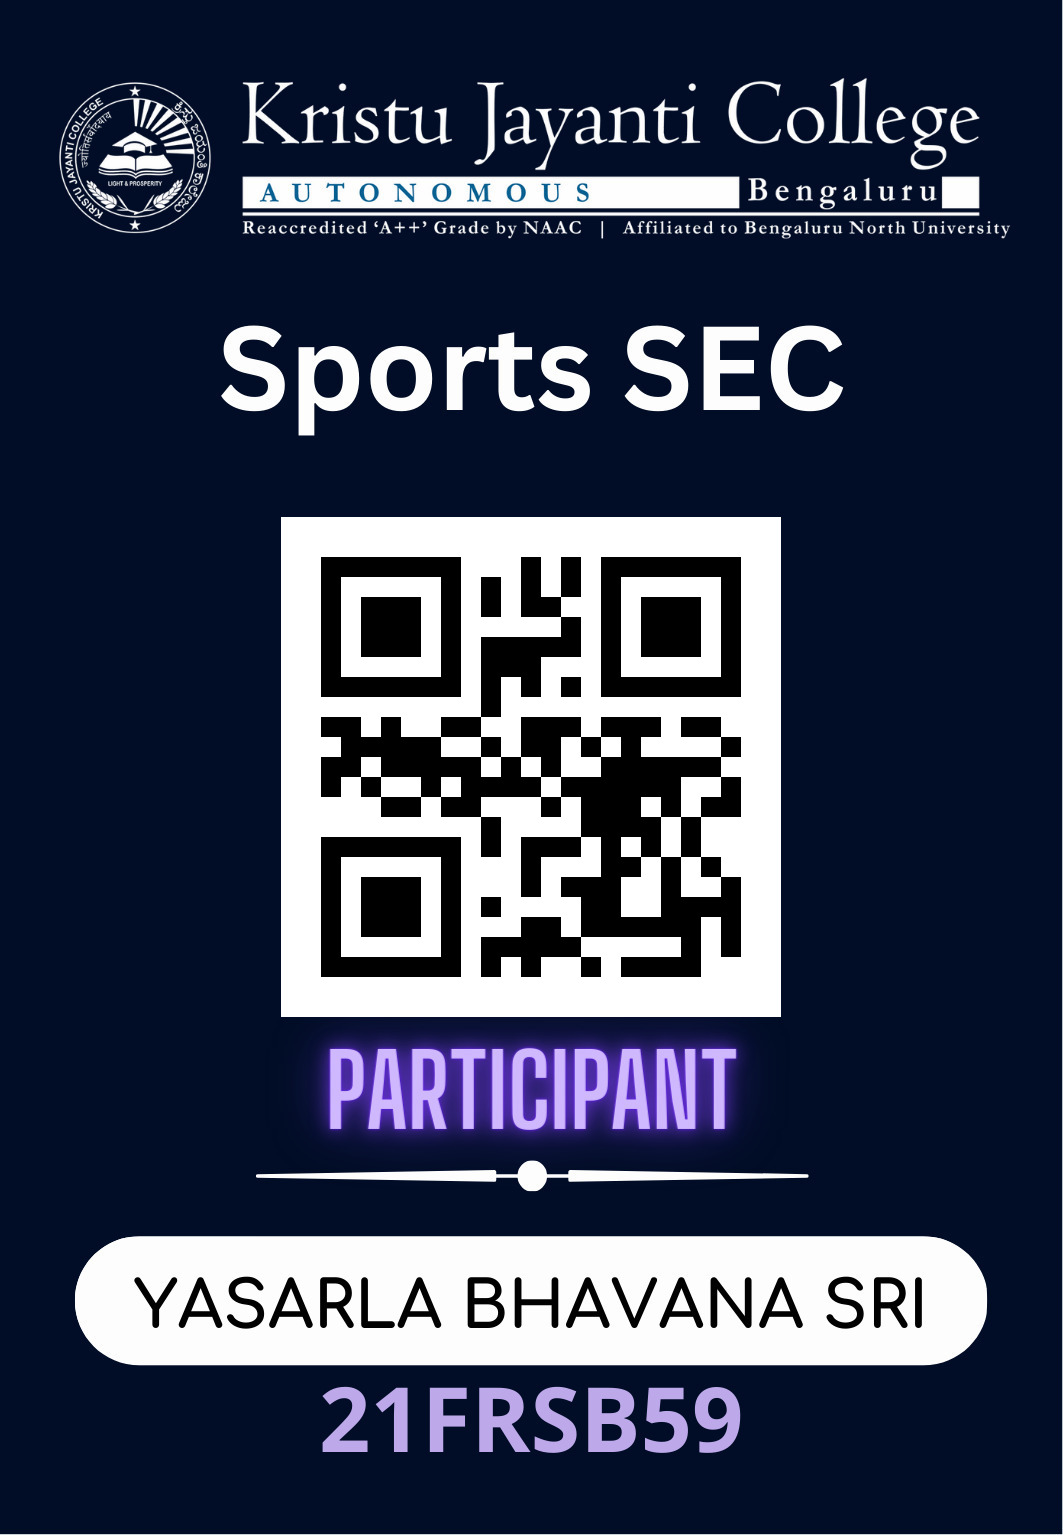 KRISTU JAYANTI COLLEGE
LIGHT & PROSPERITY
Kristu Jayanti College
AUTONOMOUS Bengaluru
Reaccredited ‘A++’ Grade by NAAC | Affiliated to Bengaluru North University
Sports SEC
PARTICIPANT
YASARLA BHAVANA SRI
21FRSB59